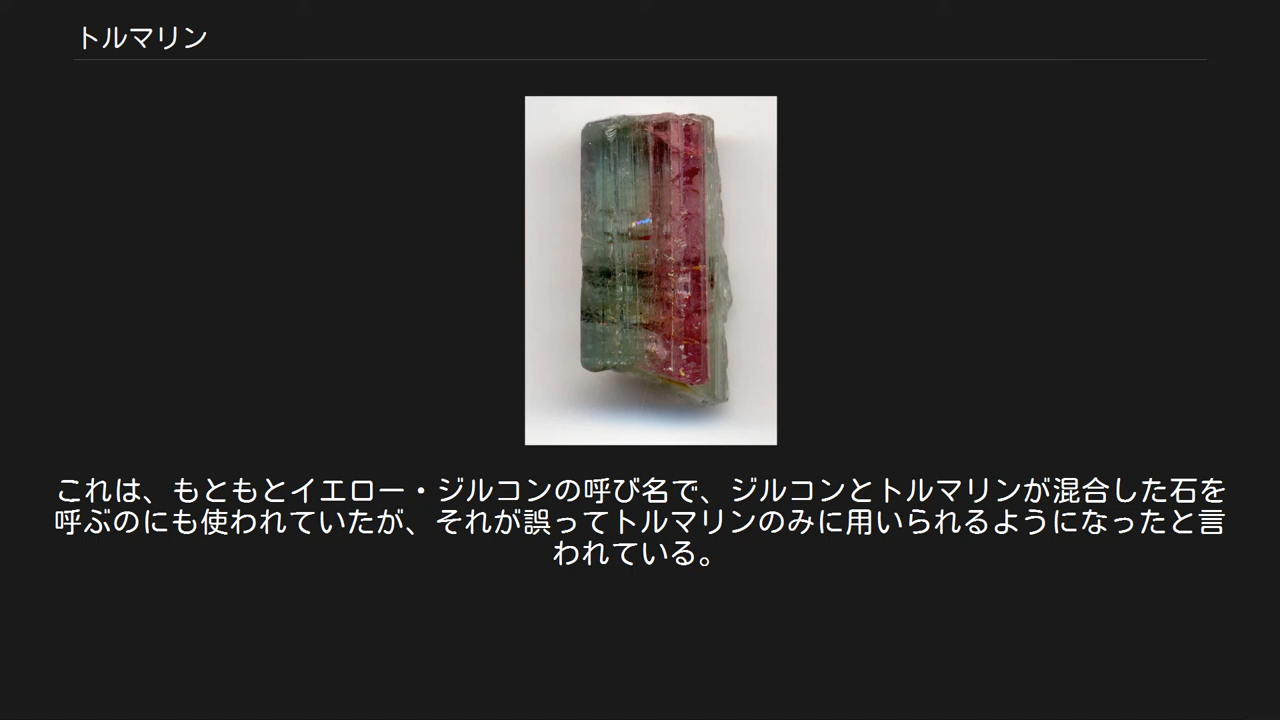 トルマリン
これは、もともとイエロー・ジルコンの呼び名で、ジルコンとトルマリンが混合した石を
呼ぶのにも使われていたが、それが誤ってトルマリンのみに用いられるようになったと言
われている。